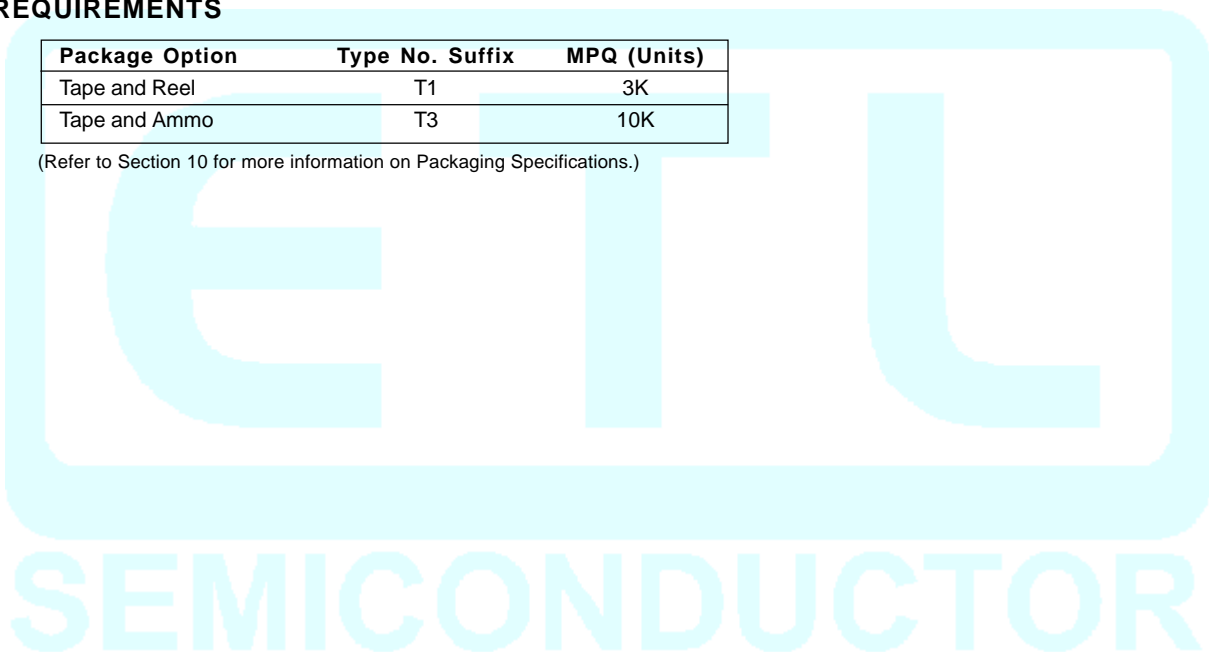 REQUIREMENTS
Package Option Type No. Suffix MPQ (Units)
Tape and Reel T1 3K
Tape and Ammo T3 10K
(Refer to Section 10 for more information on Packaging Specifications.)
ETL
SEMICONDUCTOR